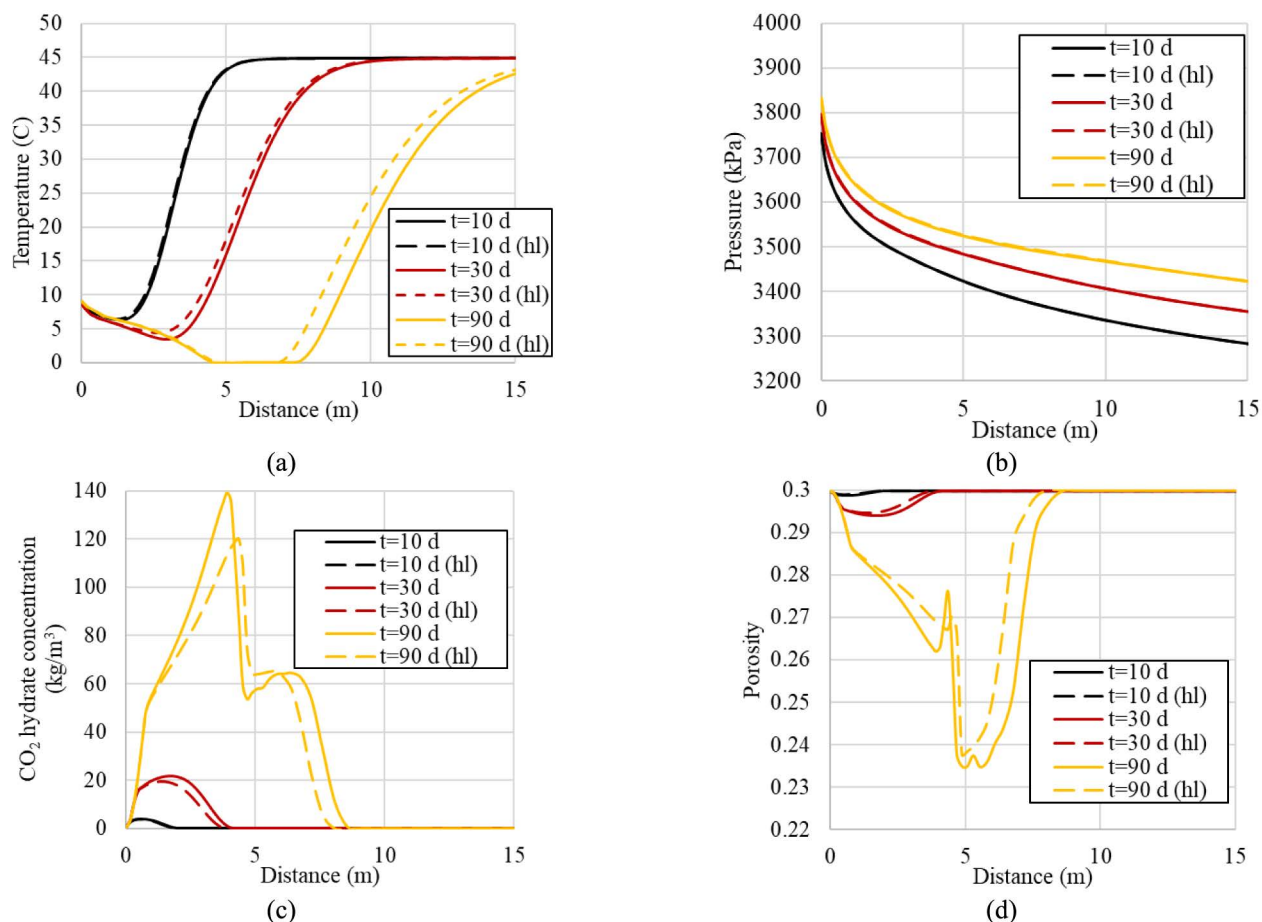 50
45
40
35
30
25
20
15
10
5
0
Temperature (C)
0 5 10 15
Distance (m)
t=10 d
t=10 d (hl)
t=30 d
t=30 d (hl)
t=90 d
t=90 d (hl)
(a)
4000
3900
3800
3700
3600
3500
3400
3300
3200
Pressure (kPa)
0 5 10 15
Distance (m)
t=10 d
t=10 d (hl)
t=30 d
t=30 d (hl)
t=90 d
t=90 d (hl)
(b)
140
120
100
80
60
40
20
0
CO₂ hydrate concentration
(kg/m³)
0 5 10 15
Distance (m)
t=10 d
t=10 d (hl)
t=30 d
t=30 d (hl)
t=90 d
t=90 d (hl)
(c)
0.3
0.29
0.28
0.27
0.26
0.25
0.24
0.23
0.22
Porosity
0 5 10 15
Distance (m)
t=10 d
t=10 d (hl)
t=30 d
t=30 d (hl)
t=90 d
t=90 d (hl)
(d)